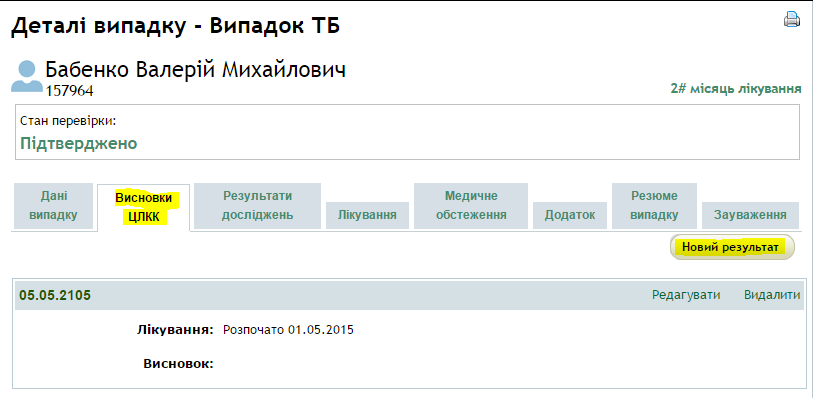 Деталі випадку - Випадок ТБ
Бабенко Валерій Михайлович
157964
2# місяць лікування
Стан перевірки:
Підтверджено
Дані випадку
Висновки ЦЛКК
Результати досліджень
Лікування
Медичне обстеження
Додаток
Резюме випадку
Зауваження
Новий результат
05.05.2105
Редагувати
Видалити
Лікування: Розпочато 01.05.2015
Висновок: